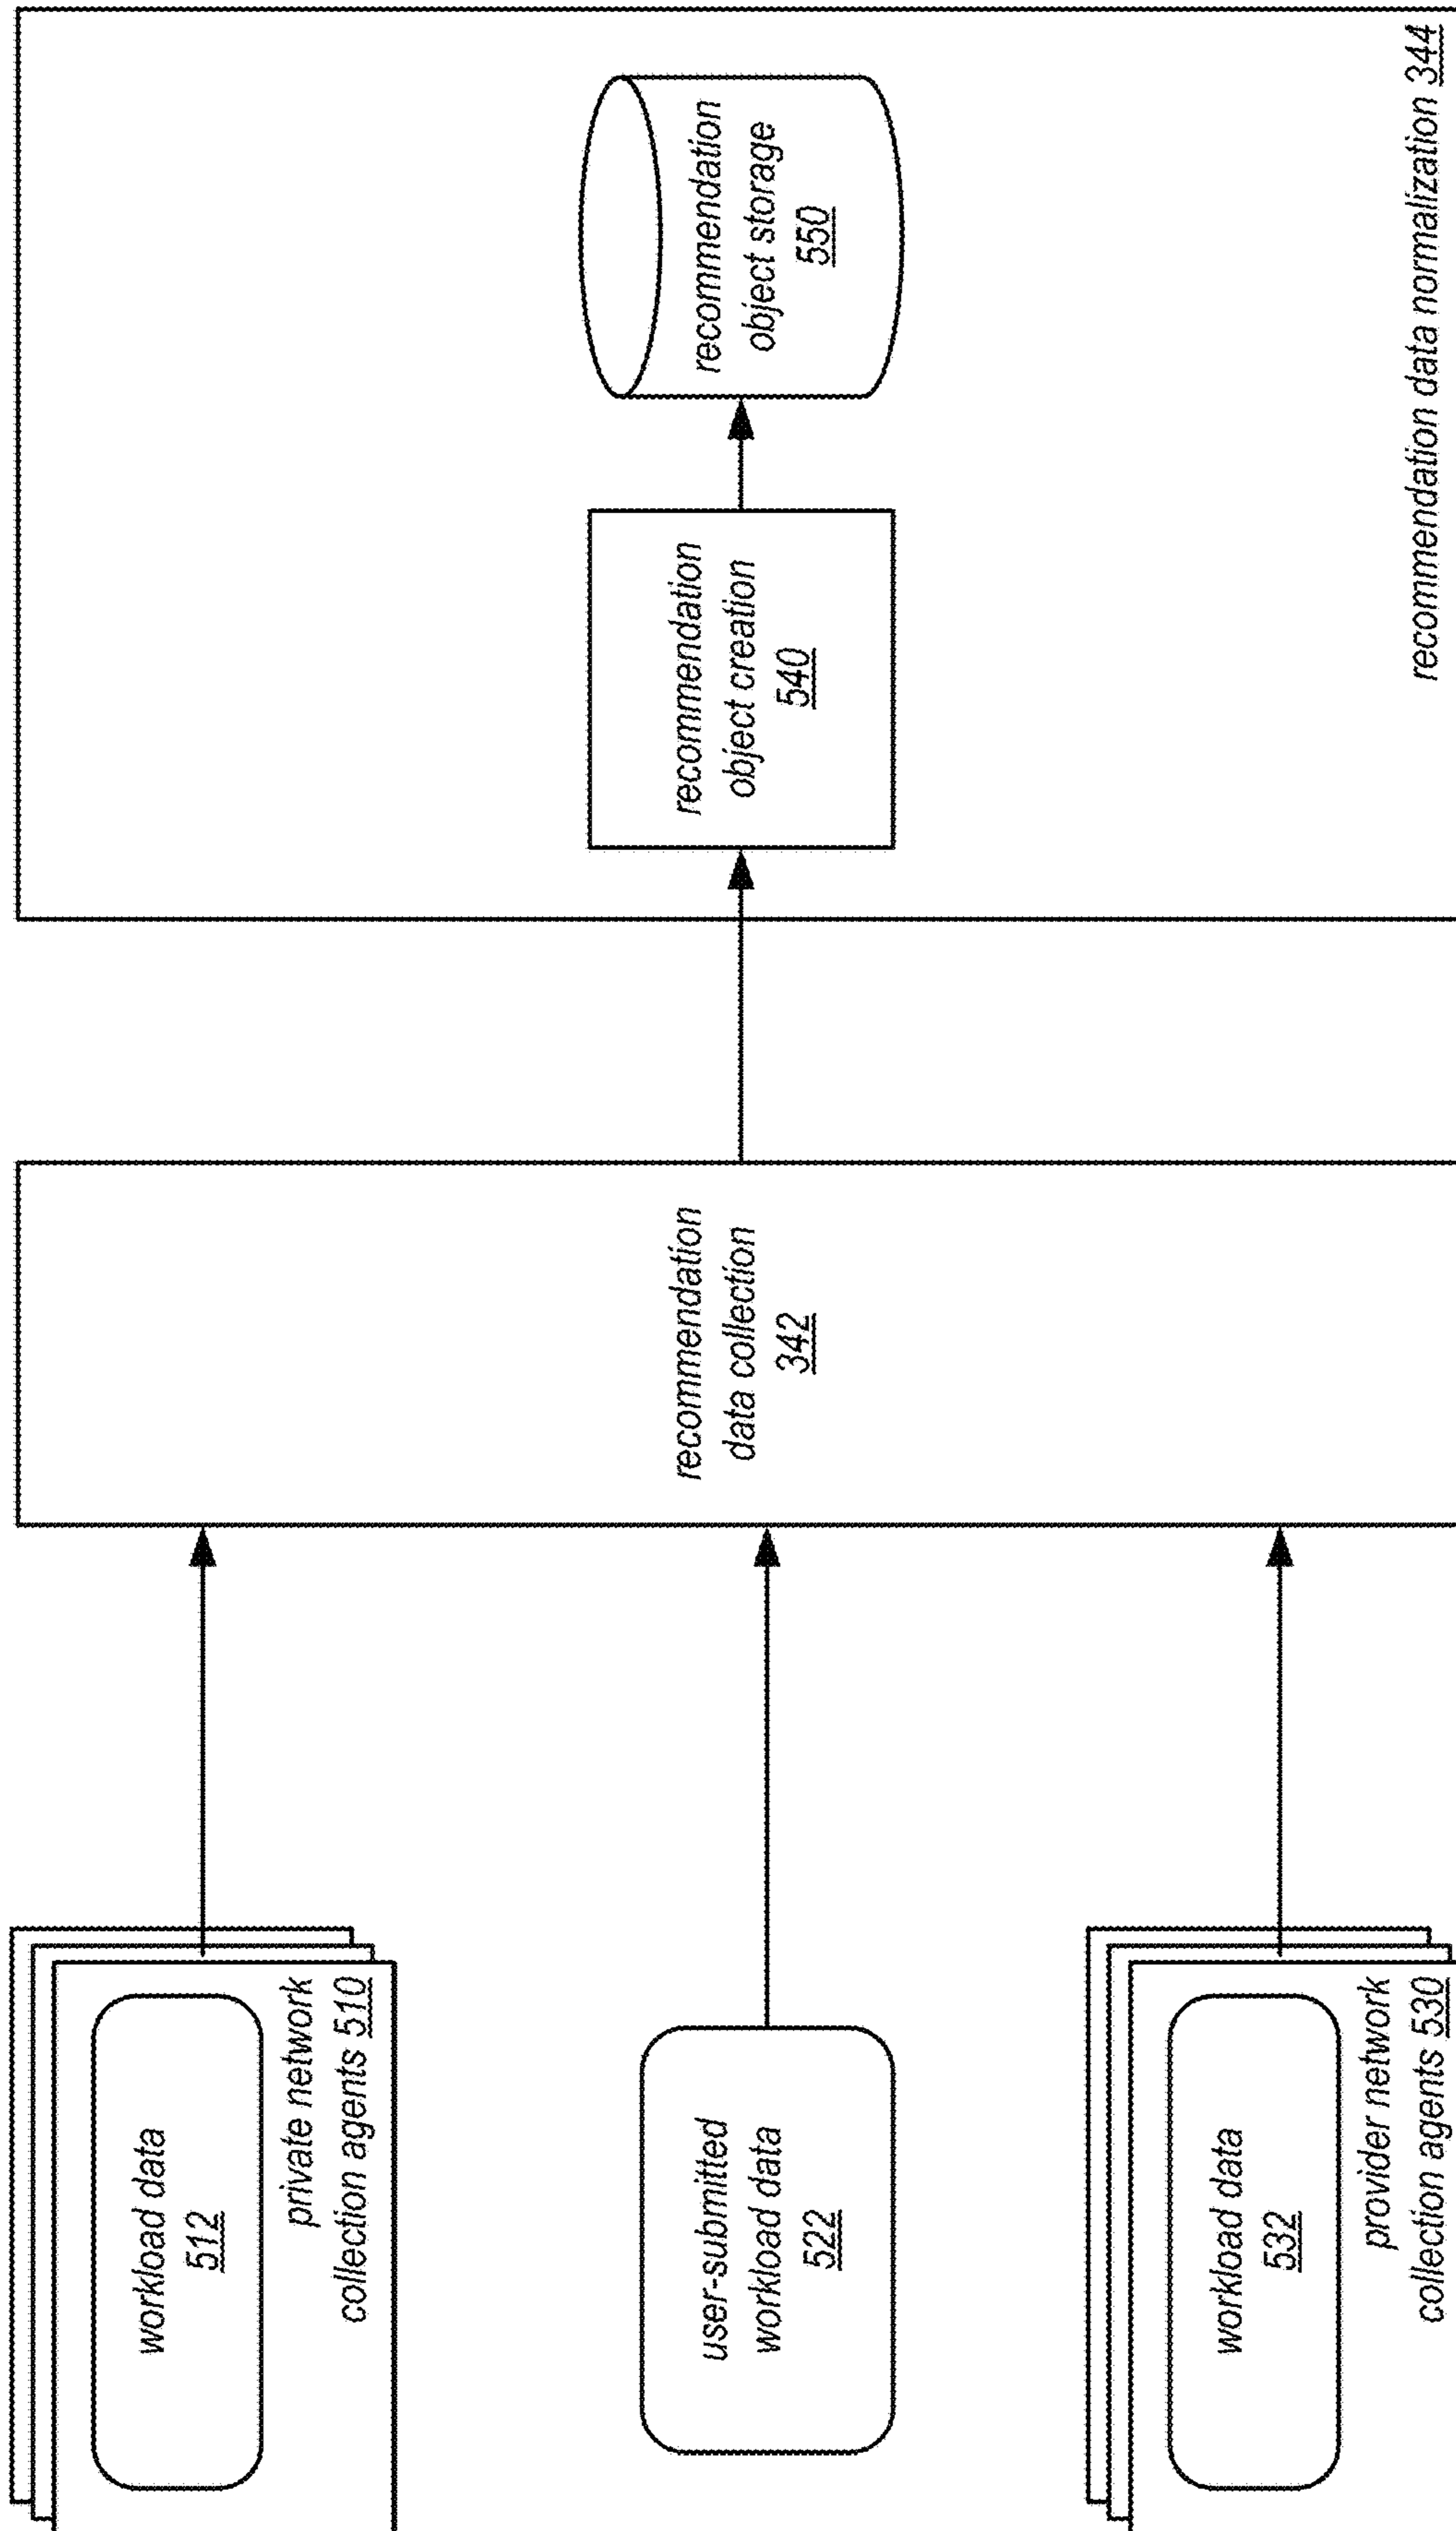 workload data
512
private network
collection agents 510
user-submitted
workload data
522
workload data
532
provider network
collection agents 530
recommendation
data collection
342
recommendation
object creation
540
recommendation
object storage
550
recommendation data normalization 344